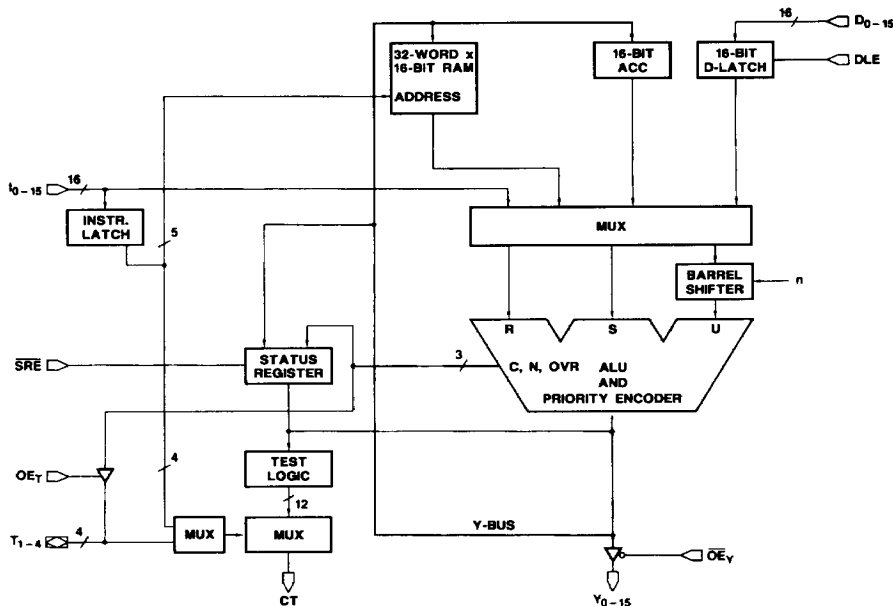 16
D0–15
32-WORD x
16-BIT RAM
ADDRESS
16-BIT
ACC
16-BIT
D-LATCH
DLE
I0–15
16
INSTR.
LATCH
5
MUX
BARREL
SHIFTER
n
R
S
U
SRE
STATUS
REGISTER
3
C, N, OVR
ALU
AND
PRIORITY ENCODER
OET
4
TEST
LOGIC
12
T1–4
4
MUX
MUX
Y-BUS
OEY
CT
Y0–15